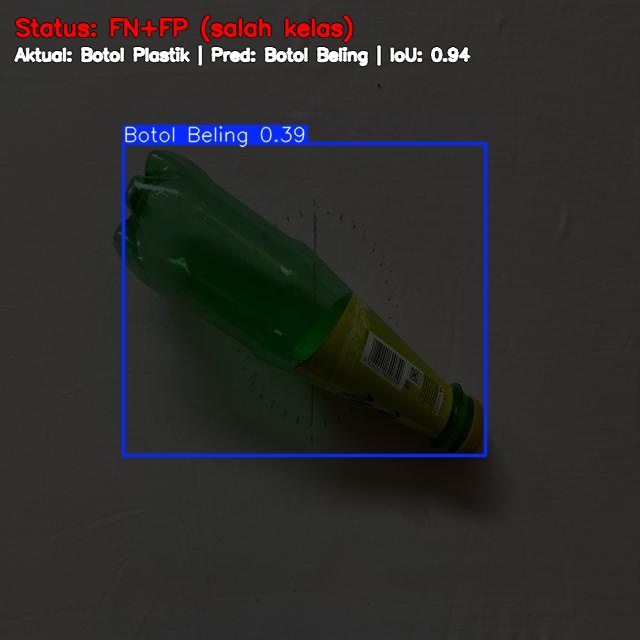 Status: FN+FP (salah kelas)
Aktual: Botol Plastik | Pred: Botol Beling | IoU: 0.94
Botol Beling 0.39